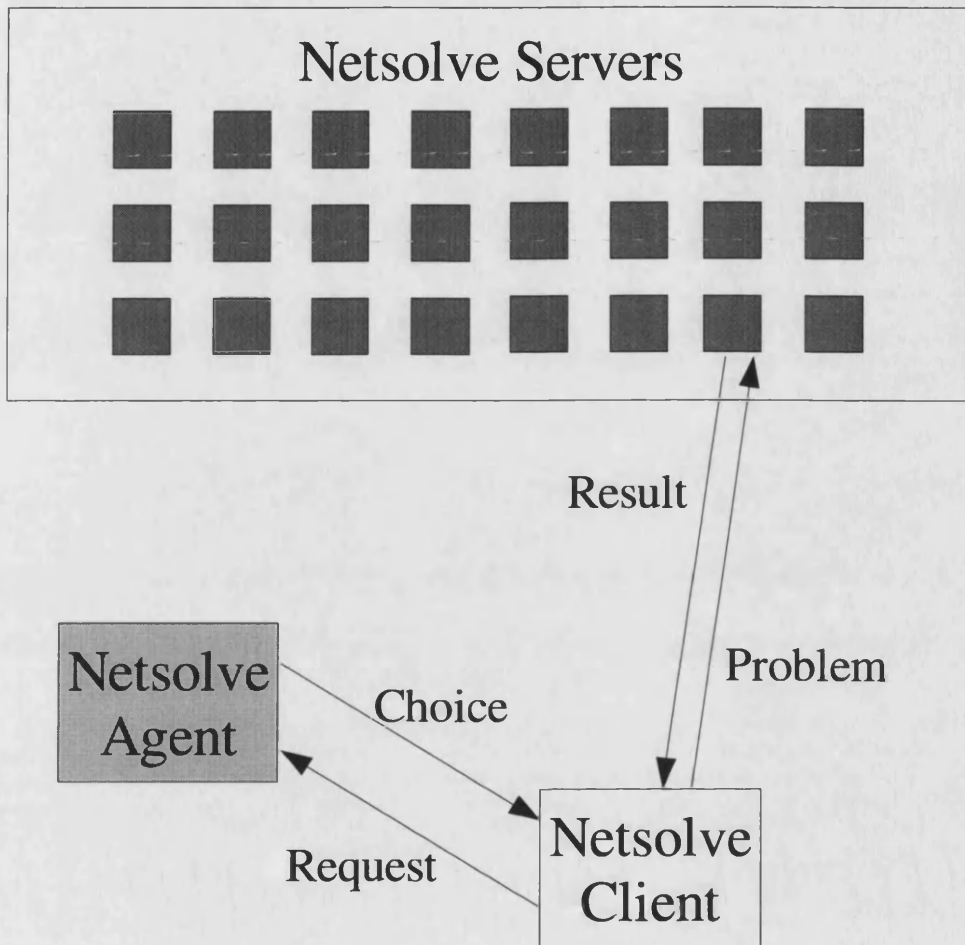 Netsolve Servers
Result
Problem
Netsolve
Agent
Choice
Request
Netsolve
Client